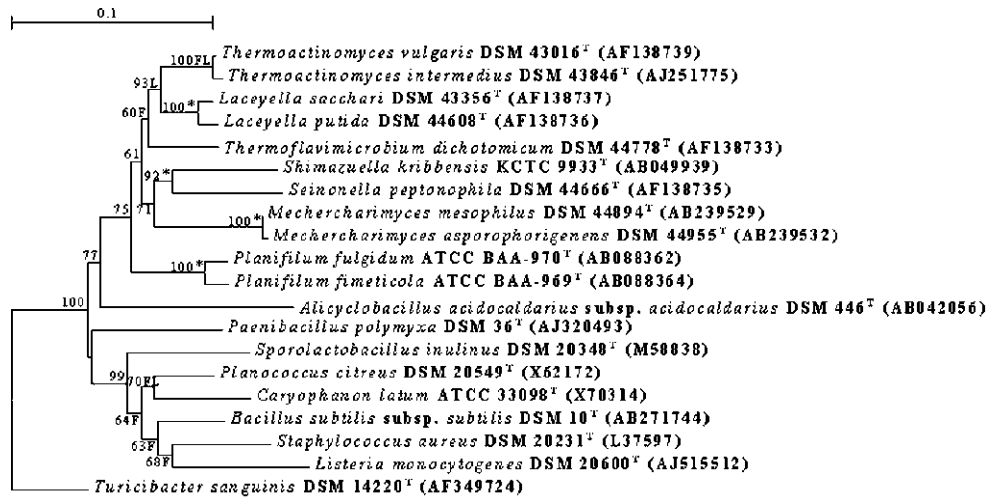 0.1
100FL Thermoactinomyces vulgaris DSM 43016ᵀ (AF138739)
Thermoactinomyces intermedius DSM 43846ᵀ (AJ251775)
93L
Laceyella sacchari DSM 43356ᵀ (AF138737)
100*
60F
Laceyella putida DSM 44608ᵀ (AF138736)
Thermoflavimicrobium dichotomicum DSM 44778ᵀ (AF138733)
61
Shimazuella kribbensis KCTC 9933ᵀ (AB049939)
92*
Seinonella peptonophila DSM 44666ᵀ (AF138735)
75
71
Mechercharimyces mesophilus DSM 44894ᵀ (AB239529)
100*
Mechercharimyces asporophorigenens DSM 44955ᵀ (AB239532)
77
Planifilum fulgidum ATCC BAA-970ᵀ (AB088362)
100*
Planifilum fimeticola ATCC BAA-969ᵀ (AB088364)
100
Alicyclobacillus acidocaldarius subsp. acidocaldarius DSM 446ᵀ (AB042056)
Paenibacillus polymyxa DSM 36ᵀ (AJ320493)
Sporolactobacillus inulinus DSM 20348ᵀ (M58838)
99
70FL
Planococcus citreus DSM 20549ᵀ (X62172)
Caryophanon latum ATCC 33098ᵀ (X70314)
64F
Bacillus subtilis subsp. subtilis DSM 10ᵀ (AB271744)
63F
Staphylococcus aureus DSM 20231ᵀ (L37597)
68F
Listeria monocytogenes DSM 20600ᵀ (AJ515512)
Turicibacter sanguinis DSM 14220ᵀ (AF349724)